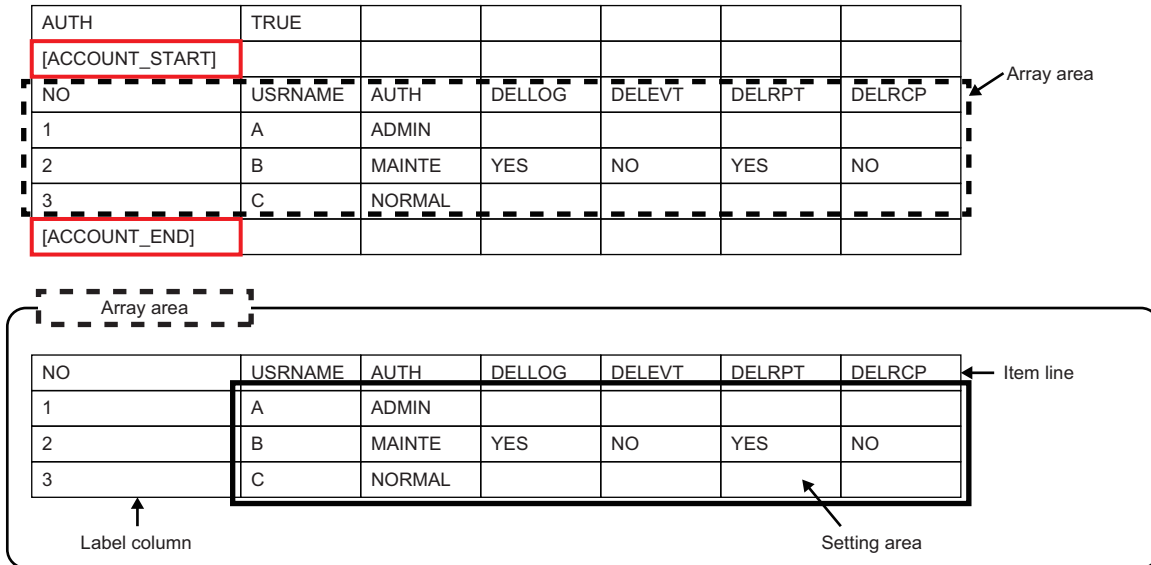 AUTH TRUE
[ACCOUNT_START]
Array area
NO USRNAME AUTH DELLOG DELEVT DELRPT DELRCP
1 A ADMIN
2 B MAINTE YES NO YES NO
3 C NORMAL
[ACCOUNT_END]
Array area
NO USRNAME AUTH DELLOG DELEVT DELRPT DELRCP Item line
1 A ADMIN
2 B MAINTE YES NO YES NO
3 C NORMAL
Label column Setting area